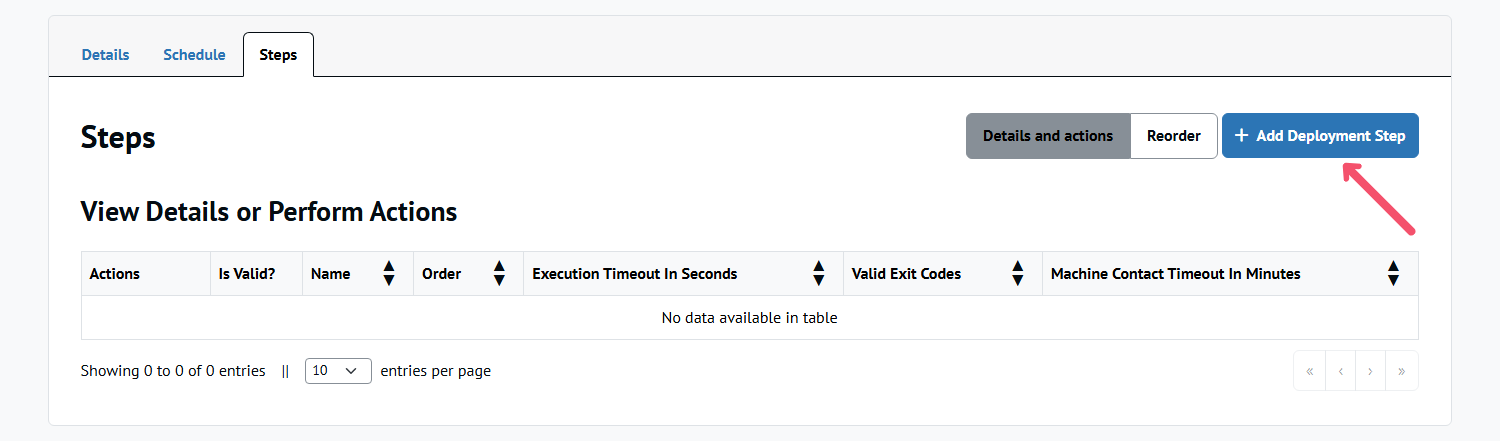 Details Schedule Steps
Steps Details and actions Reorder + Add Deployment Step
View Details or Perform Actions
Actions Is Valid? Name Order Execution Timeout In Seconds Valid Exit Codes Machine Contact Timeout In Minutes
No data available in table
Showing 0 to 0 of 0 entries || 10 entries per page « ‹ › »